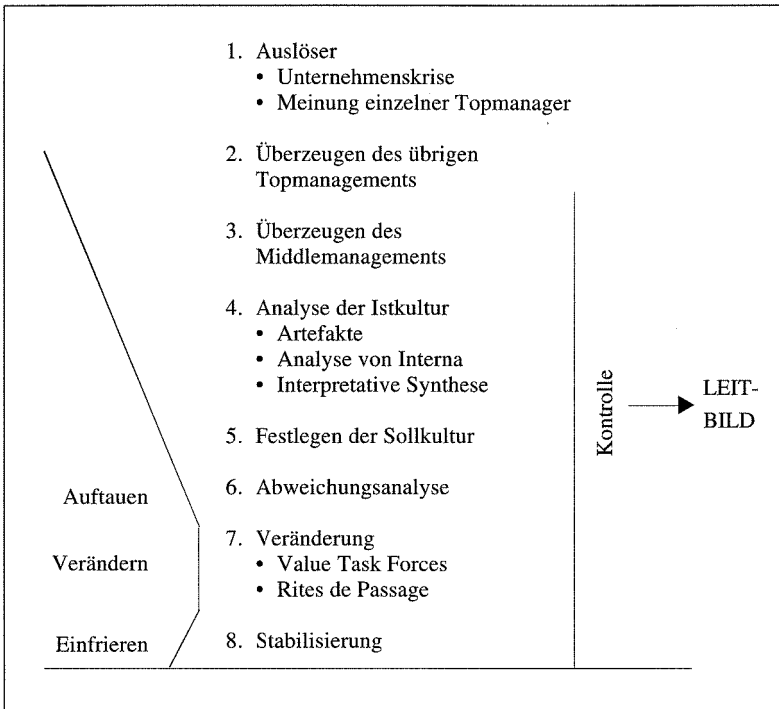 1. Auslöser
• Unternehmenskrise
• Meinung einzelner Topmanager
2. Überzeugen des übrigen
Topmanagements
3. Überzeugen des
Middlemanagements
4. Analyse der Istkultur
• Artefakte
• Analyse von Interna
• Interpretative Synthese
5. Festlegen der Sollkultur
6. Abweichungsanalyse
7. Veränderung
• Value Task Forces
• Rites de Passage
8. Stabilisierung
Auftauen
Verändern
Einfrieren
Kontrolle
LEIT-
BILD